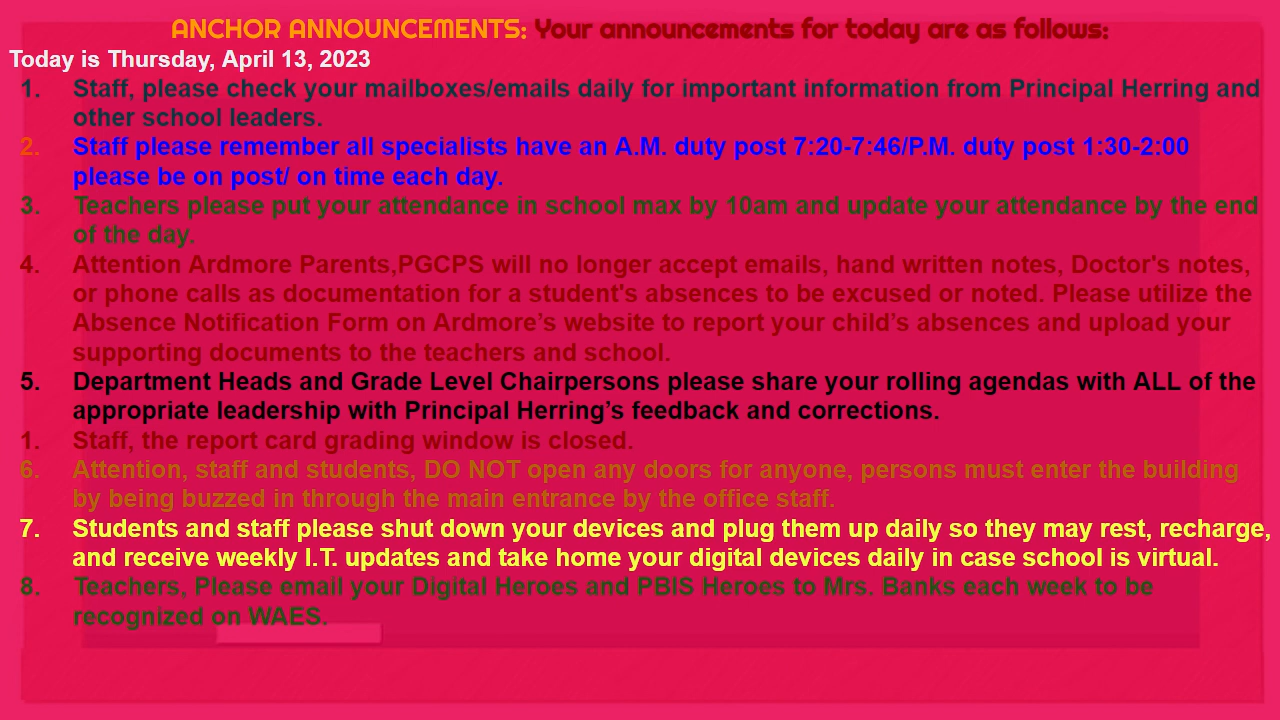 ANCHOR ANNOUNCEMENTS: Your announcements for today are as follows:
Today is Thursday, April 13, 2023
1. Staff, please check your mailboxes/emails daily for important information from Principal Herring and
other school leaders.
2. Staff please remember all specialists have an A.M. duty post 7:20-7:46/P.M. duty post 1:30-2:00
please be on post/ on time each day.
3. Teachers please put your attendance in school max by 10am and update your attendance by the end
of the day.
4. Attention Ardmore Parents,PGCPS will no longer accept emails, hand written notes, Doctor's notes,
or phone calls as documentation for a student's absences to be excused or noted. Please utilize the
Absence Notification Form on Ardmore’s website to report your child’s absences and upload your
supporting documents to the teachers and school.
5. Department Heads and Grade Level Chairpersons please share your rolling agendas with ALL of the
appropriate leadership with Principal Herring’s feedback and corrections.
1. Staff, the report card grading window is closed.
6. Attention, staff and students, DO NOT open any doors for anyone, persons must enter the building
by being buzzed in through the main entrance by the office staff.
7. Students and staff please shut down your devices and plug them up daily so they may rest, recharge,
and receive weekly I.T. updates and take home your digital devices daily in case school is virtual.
8. Teachers, Please email your Digital Heroes and PBIS Heroes to Mrs. Banks each week to be
recognized on WAES.